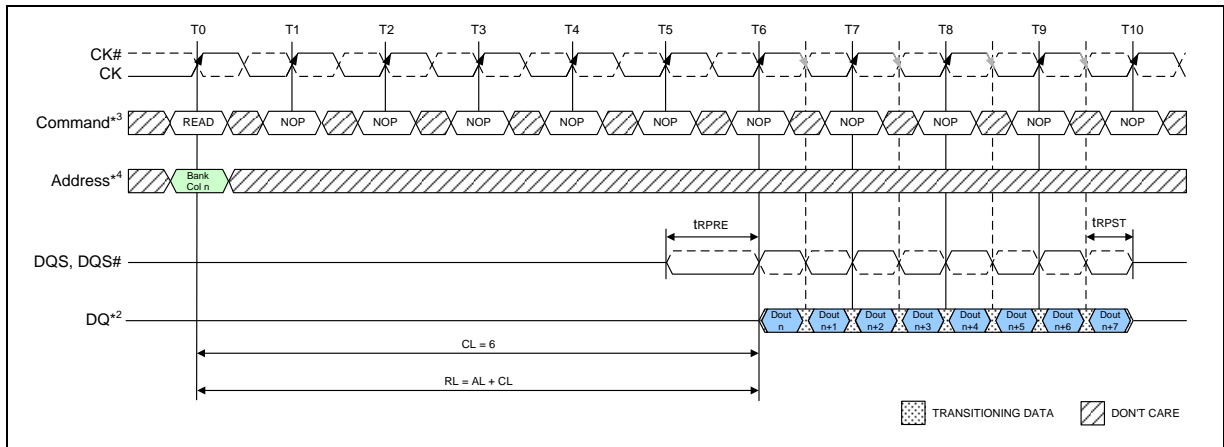 T0 T1 T2 T3 T4 T5 T6 T7 T8 T9 T10
CK#
CK
Command*3 READ NOP NOP NOP NOP NOP NOP NOP NOP NOP NOP
Address*4 Bank
Col n
tRPRE tRPST
DQS, DQS#
DQ*2 Dout Dout Dout Dout Dout Dout Dout Dout
n n+1 n+2 n+3 n+4 n+5 n+6 n+7
CL = 6
RL = AL + CL
TRANSITIONING DATA DON'T CARE